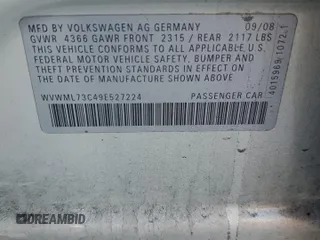 MFD BY VOLKSWAGEN AG GERMANY 09/08
GVWR 4366 GAWR FRONT 2315 / REAR 2117 LBS
THIS VEHICLE CONFORMS TO ALL APPLICABLE U.S.
FEDERAL MOTOR VEHICLE SAFETY, BUMPER AND THEFT
PREVENTION STANDARDS IN EFFECT ON THE DATE OF
MANUFACTURE SHOWN ABOVE.
WVWML73C49E527224 PASSENGER CAR
4015969 1072.1
DREAMBID